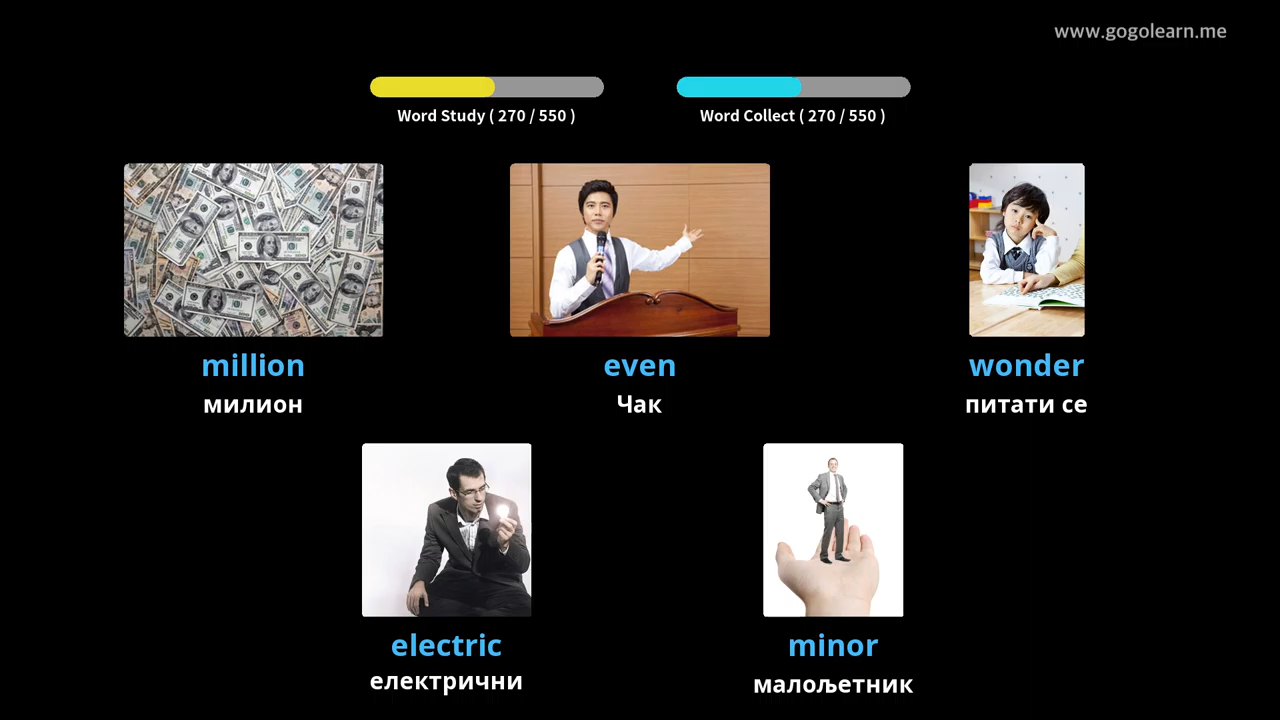 www.gogolearn.me
Word Study ( 270 / 550 )
Word Collect ( 270 / 550 )
million
милион
even
Чак
wonder
питати се
electric
електрични
minor
малољетник